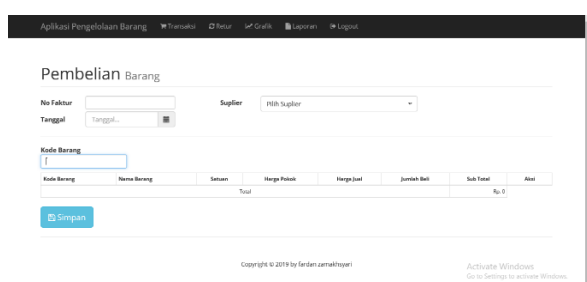 Aplikasi Pengelolaan Barang Transaksi Retur Grafik Laporan Logout
Pembelian Barang
No Faktur Suplier Pilih Suplier
Tanggal Tanggal...
Kode Barang
Kode Barang Nama Barang Satuan Harga Pokok Harga Jual Jumlah Beli Sub Total Aksi
Total Rp. 0
Simpan
Copyright © 2019 by fardan zamakhsyari
Activate Windows
Go to Settings to activate Windows.